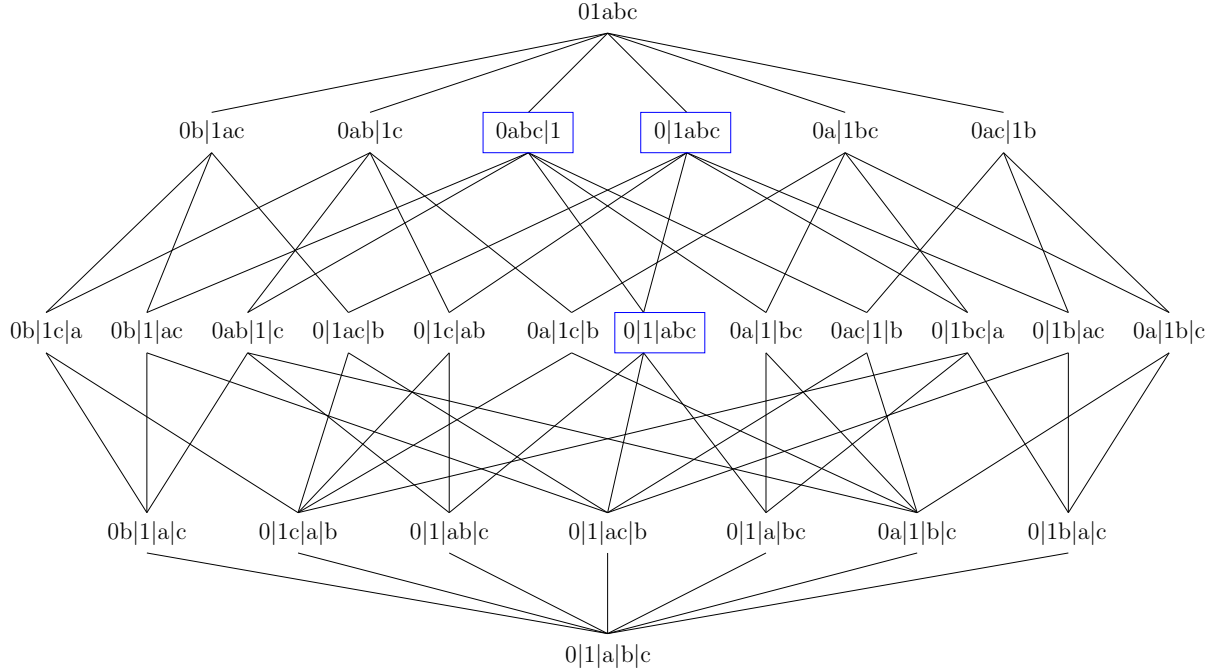 01abc
0b|1ac 0ab|1c 0abc|1 0|1abc 0a|1bc 0ac|1b
0b|1c|a 0b|1|ac 0ab|1|c 0|1ac|b 0|1c|ab 0a|1c|b 0|1|abc 0a|1|bc 0ac|1|b 0|1bc|a 0|1b|ac 0a|1b|c
0b|1|a|c 0|1c|a|b 0|1|ab|c 0|1|ac|b 0|1|a|bc 0a|1|b|c 0|1b|a|c
0|1|a|b|c